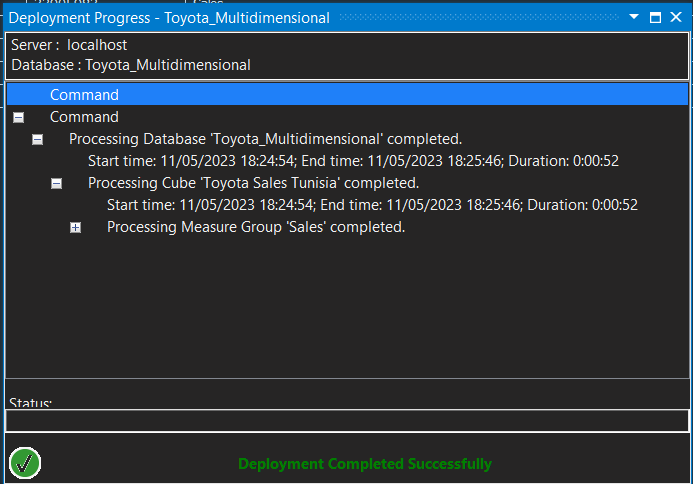 Sales
Deployment Progress - Toyota_Multidimensional
Server : localhost
Database : Toyota_Multidimensional
Command
Command
Processing Database 'Toyota_Multidimensional' completed.
Start time: 11/05/2023 18:24:54; End time: 11/05/2023 18:25:46; Duration: 0:00:52
Processing Cube 'Toyota Sales Tunisia' completed.
Start time: 11/05/2023 18:24:54; End time: 11/05/2023 18:25:46; Duration: 0:00:52
Processing Measure Group 'Sales' completed.
Status:
Deployment Completed Successfully